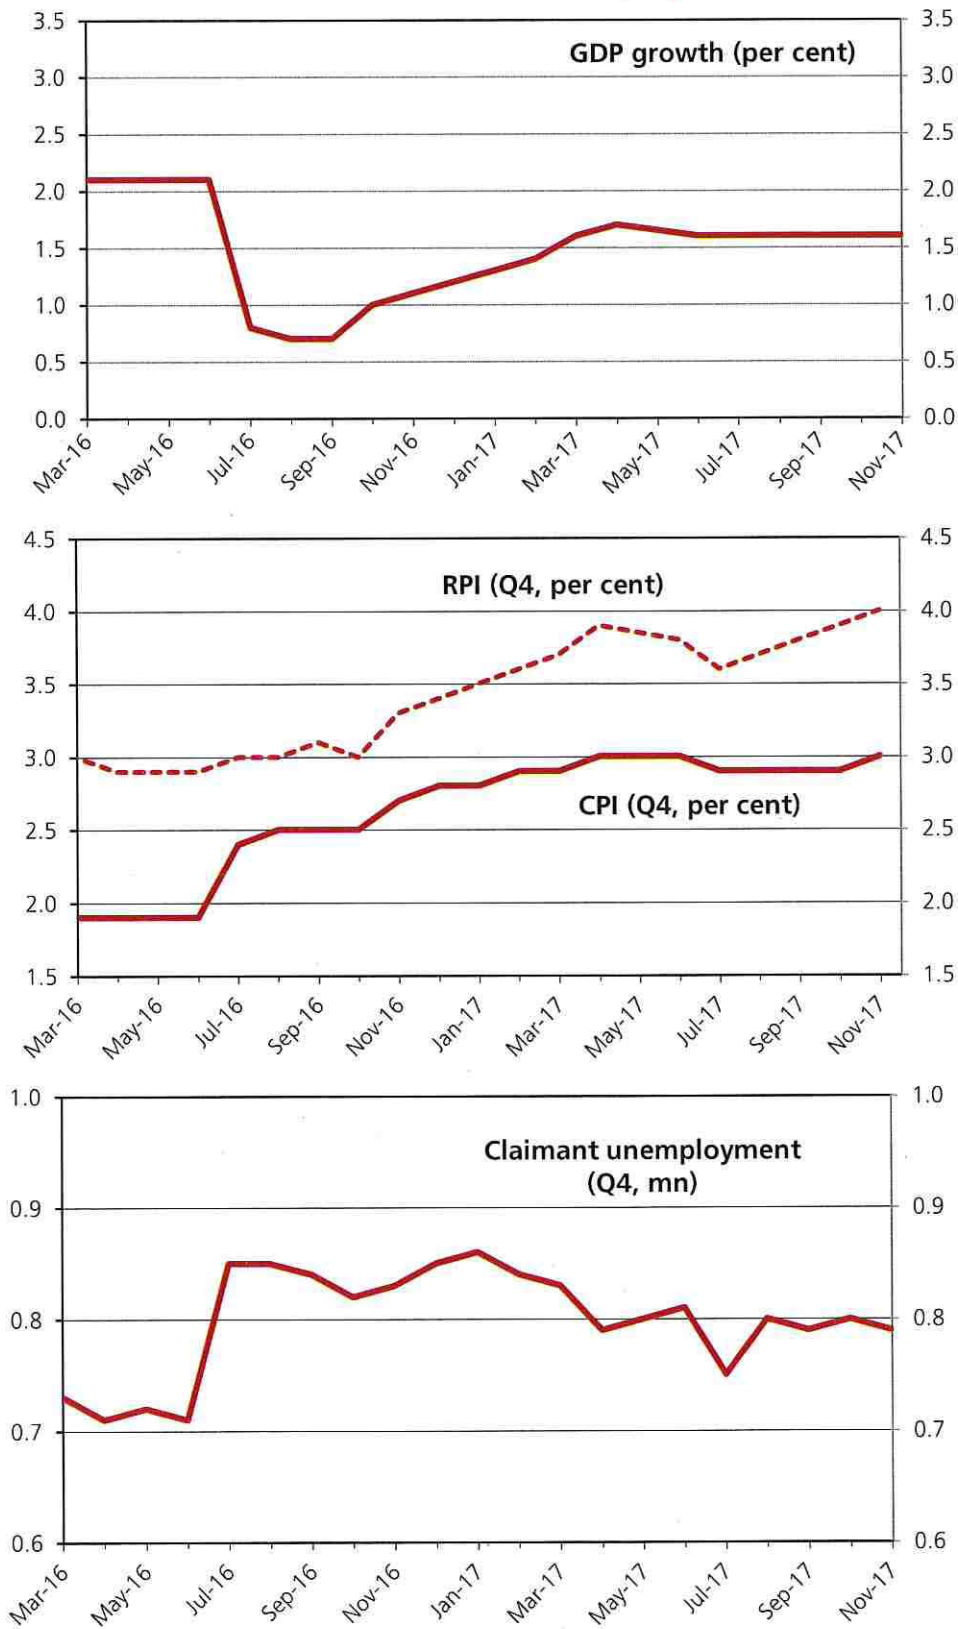 3.5
3.0
2.5
2.0
1.5
1.0
0.5
0.0
GDP growth (per cent)
3.5
3.0
2.5
2.0
1.5
1.0
0.5
0.0
Mar-16
May-16
Jul-16
Sep-16
Nov-16
Jan-17
Mar-17
May-17
Jul-17
Sep-17
Nov-17
4.5
4.0
3.5
3.0
2.5
2.0
1.5
RPI (Q4, per cent)
CPI (Q4, per cent)
4.5
4.0
3.5
3.0
2.5
2.0
1.5
Mar-16
May-16
Jul-16
Sep-16
Nov-16
Jan-17
Mar-17
May-17
Jul-17
Sep-17
Nov-17
1.0
0.9
0.8
0.7
0.6
Claimant unemployment
(Q4, mn)
1.0
0.9
0.8
0.7
0.6
Mar-16
May-16
Jul-16
Sep-16
Nov-16
Jan-17
Mar-17
May-17
Jul-17
Sep-17
Nov-17